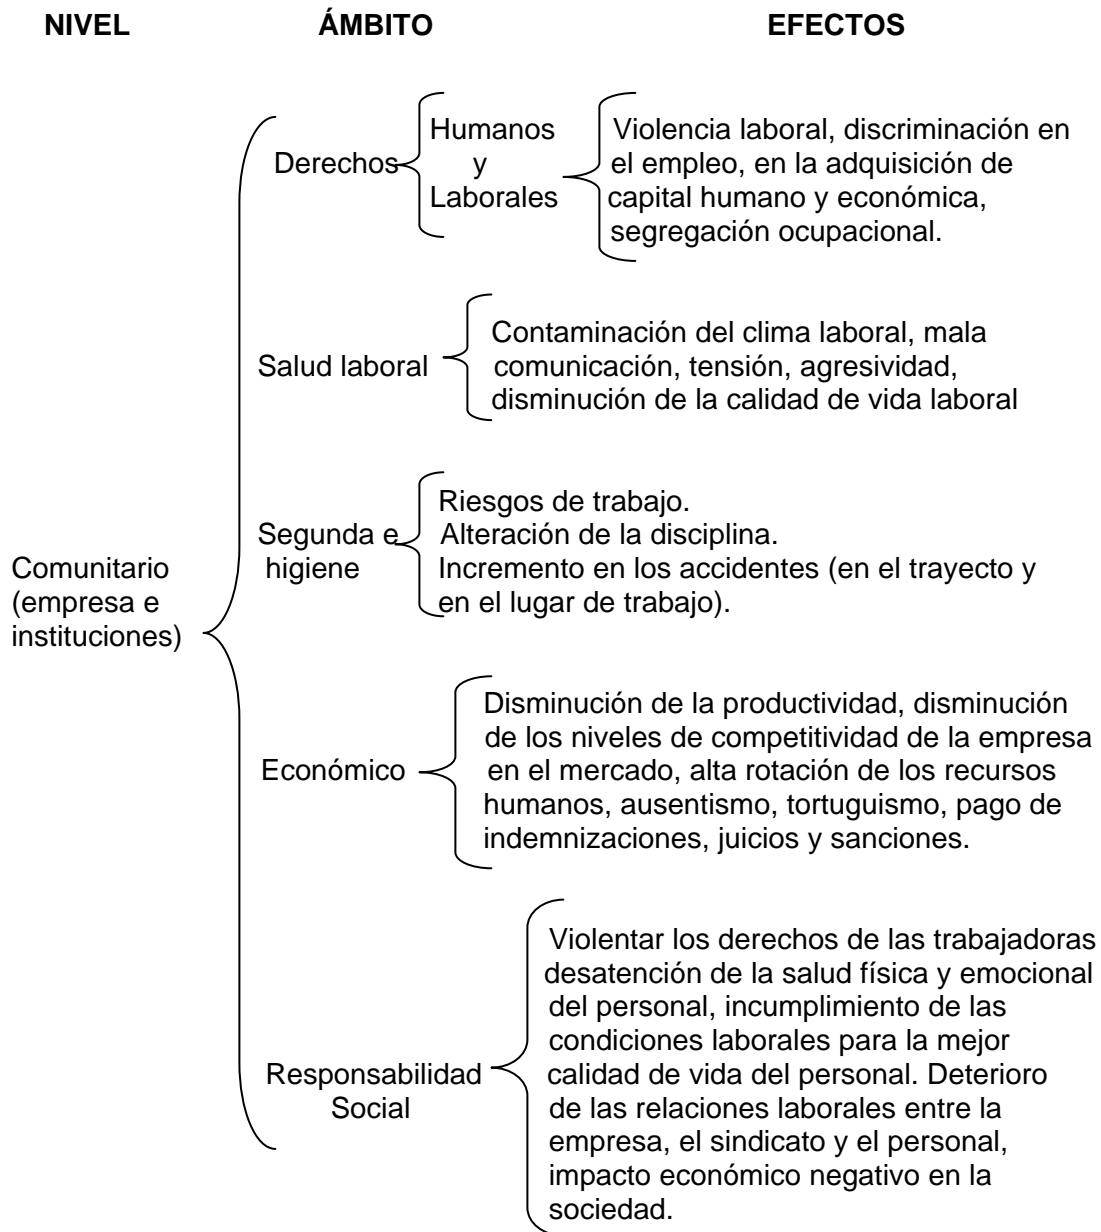 NIVEL ÁMBITO EFECTOS
Comunitario
(empresa e
instituciones)
Derechos
Humanos
y
Laborales
Violencia laboral, discriminación en
el empleo, en la adquisición de
capital humano y económica,
segregación ocupacional.
Salud laboral
Contaminación del clima laboral, mala
comunicación, tensión, agresividad,
disminución de la calidad de vida laboral
Segunda e
higiene
Riesgos de trabajo.
Alteración de la disciplina.
Incremento en los accidentes (en el trayecto y
en el lugar de trabajo).
Económico
Disminución de la productividad, disminución
de los niveles de competitividad de la empresa
en el mercado, alta rotación de los recursos
humanos, ausentismo, tortuguismo, pago de
indemnizaciones, juicios y sanciones.
Responsabilidad
Social
Violentar los derechos de las trabajadoras
desatención de la salud física y emocional
del personal, incumplimiento de las
condiciones laborales para la mejor
calidad de vida del personal. Deterioro
de las relaciones laborales entre la
empresa, el sindicato y el personal,
impacto económico negativo en la
sociedad.